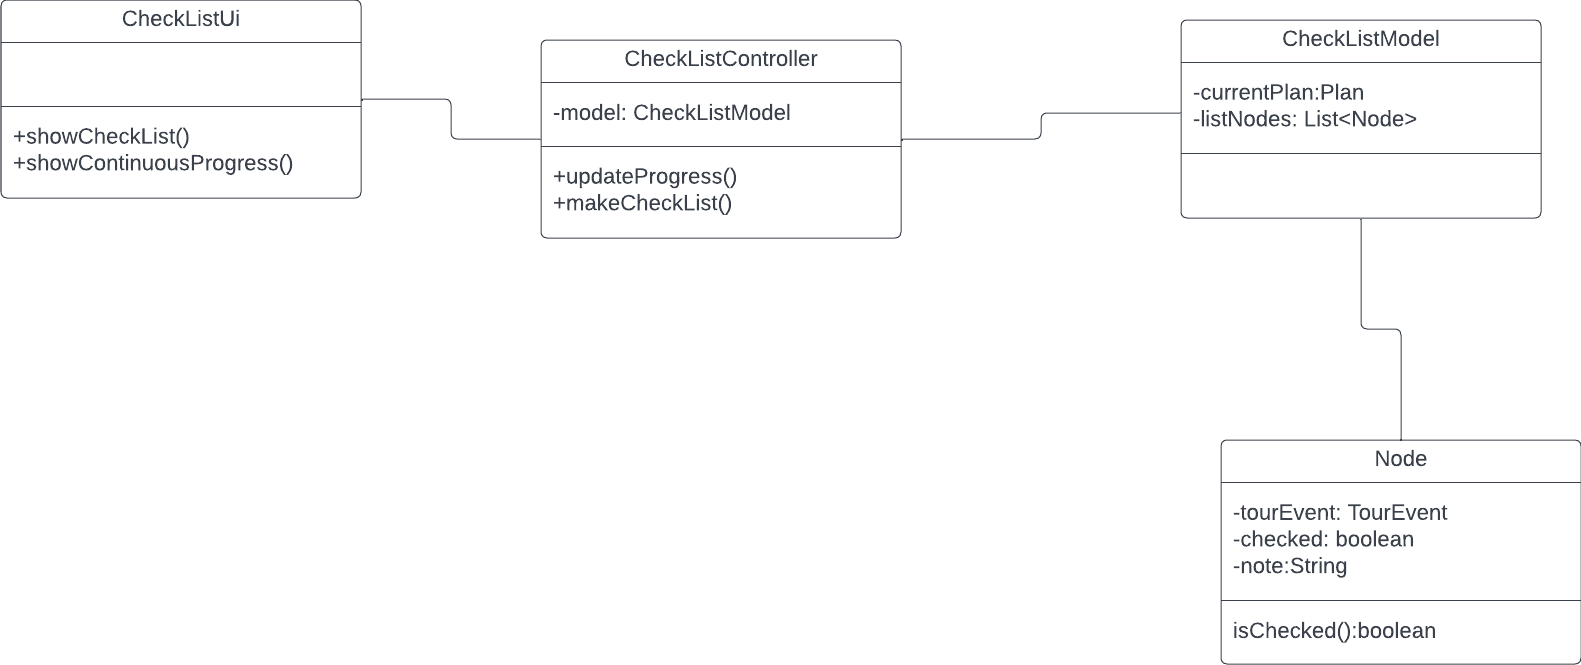 CheckListUi
+showCheckList()
+showContinuousProgress()
CheckListController
-model: CheckListModel
+updateProgress()
+makeCheckList()
CheckListModel
-currentPlan:Plan
-listNodes: List<Node>
Node
-tourEvent: TourEvent
-checked: boolean
-note:String
isChecked():boolean